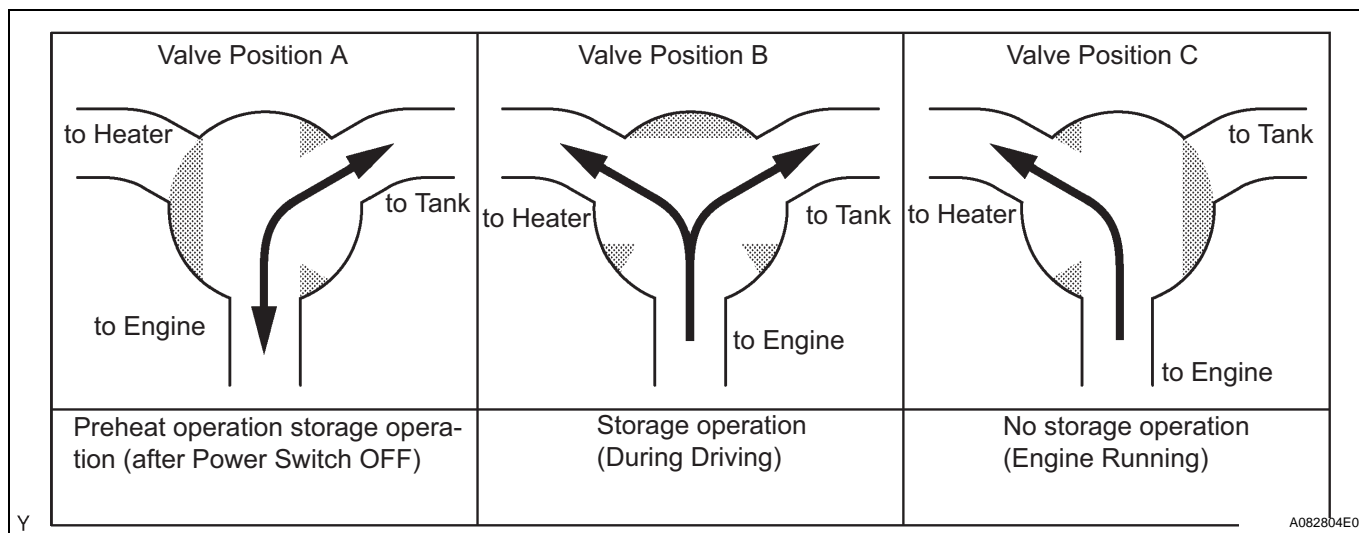 Valve Position A
to Heater
to Tank
to Engine
Preheat operation storage opera-
tion (after Power Switch OFF)
Valve Position B
to Heater
to Tank
to Engine
Storage operation
(During Driving)
Valve Position C
to Tank
to Heater
to Engine
No storage operation
(Engine Running)
Y
A082804E0